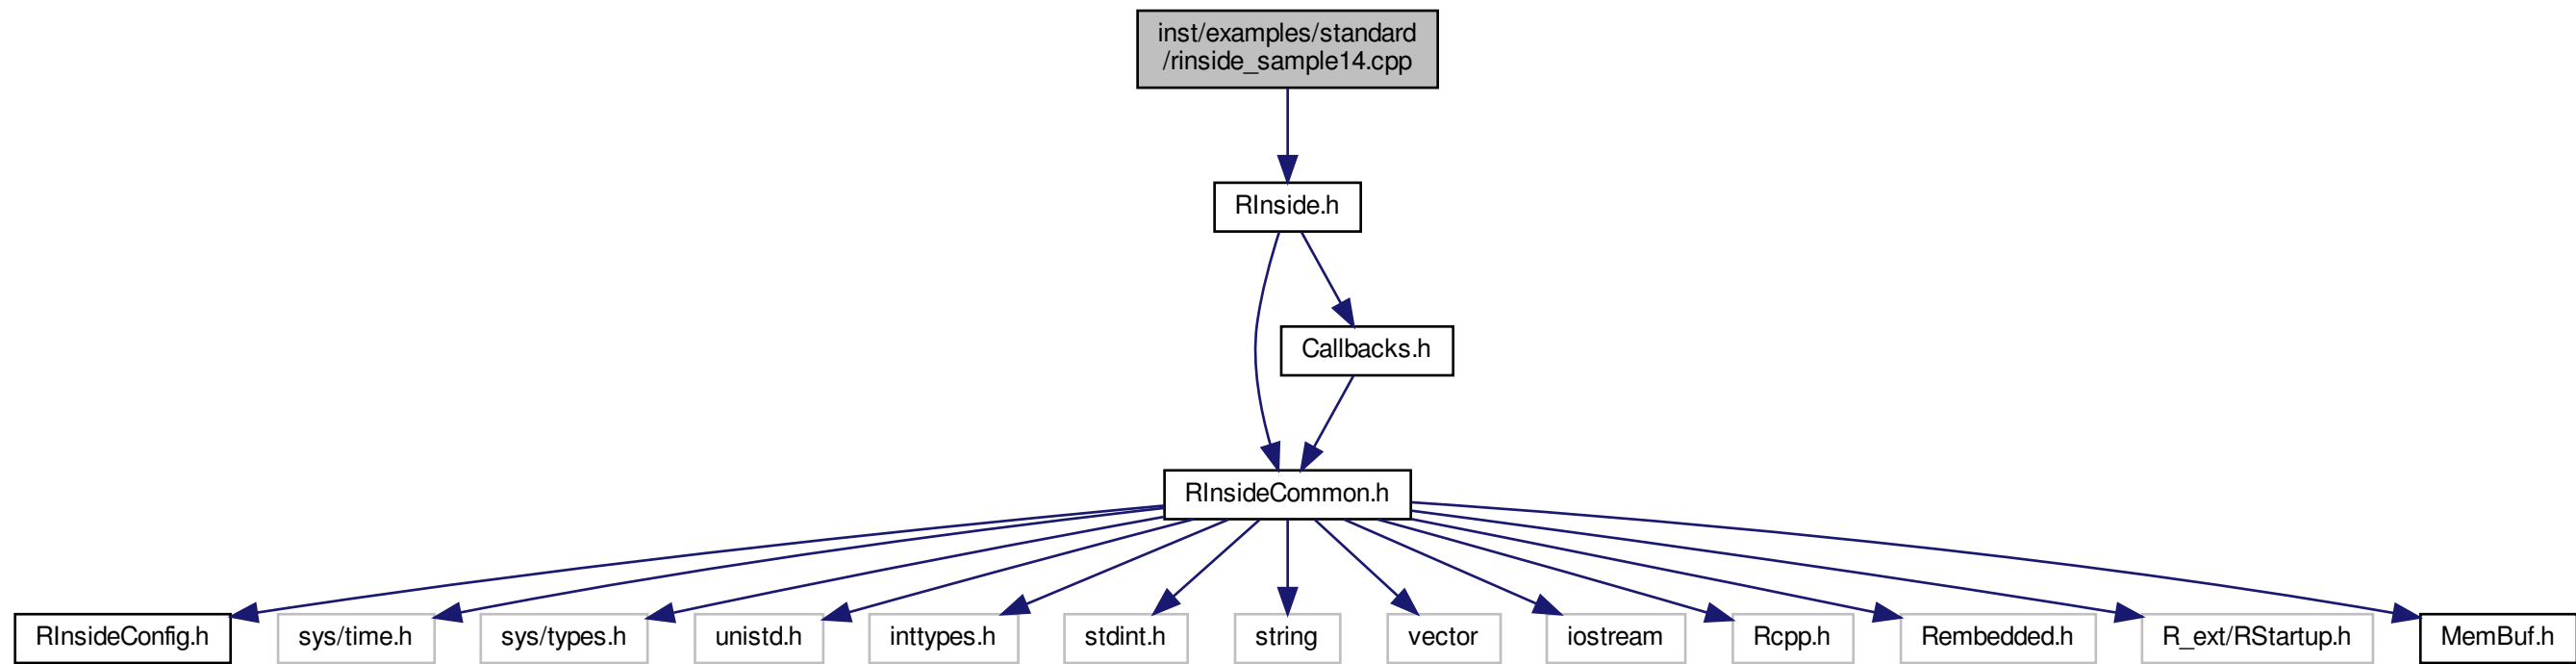 inst/examples/standard
/rinside_sample14.cpp
RInside.h
Callbacks.h
RInsideCommon.h
RInsideConfig.h
sys/time.h
sys/types.h
unistd.h
inttypes.h
stdint.h
string
vector
iostream
Rcpp.h
Rembedded.h
R_ext/RStartup.h
MemBuf.h